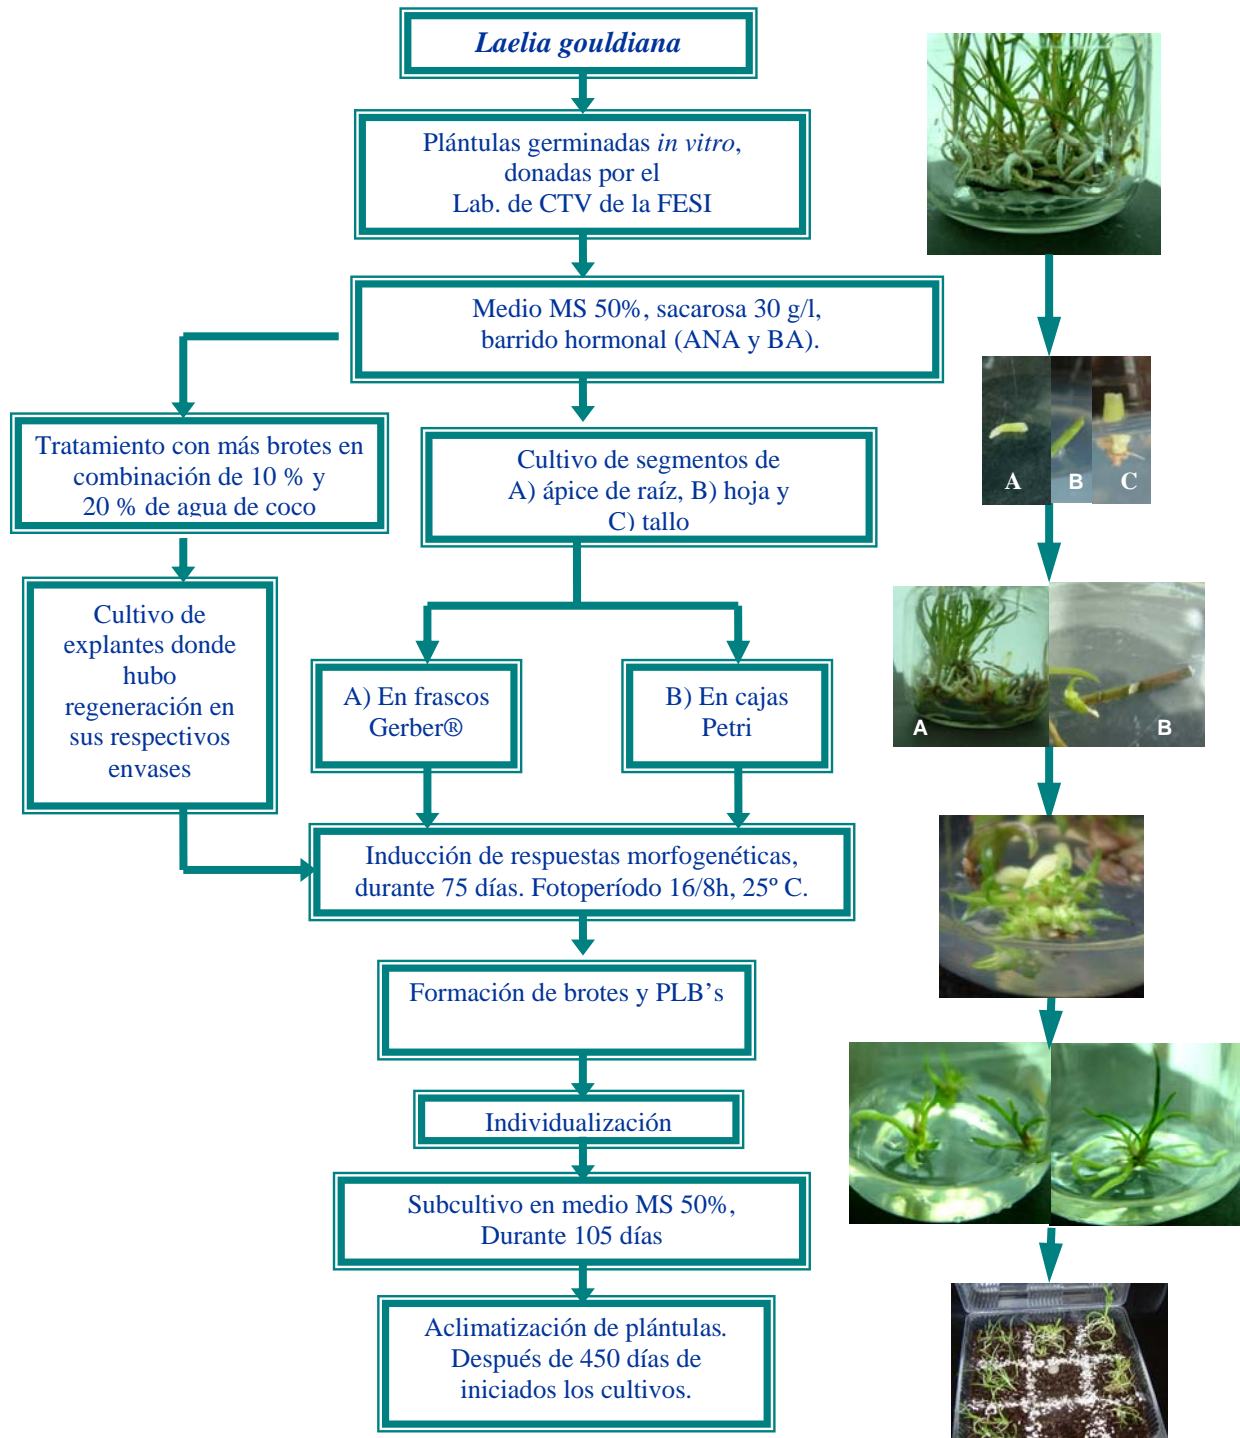 Laelia gouldiana
Plántulas germinadas in vitro,
donadas por el
Lab. de CTV de la FESI
Medio MS 50%, sacarosa 30 g/l,
barrido hormonal (ANA y BA).
Tratamiento con más brotes en
combinación de 10 % y
20 % de agua de coco
Cultivo de segmentos de
A) ápice de raíz, B) hoja y
C) tallo
A
B
C
Cultivo de
explantes donde
hubo
regeneración en
sus respectivos
envases
A) En frascos
Gerber®
B) En cajas
Petri
A
B
Inducción de respuestas morfogenéticas,
durante 75 días. Fotoperíodo 16/8h, 25º C.
Formación de brotes y PLB’s
Individualización
Subcultivo en medio MS 50%,
Durante 105 días
Aclimatización de plántulas.
Después de 450 días de
iniciados los cultivos.